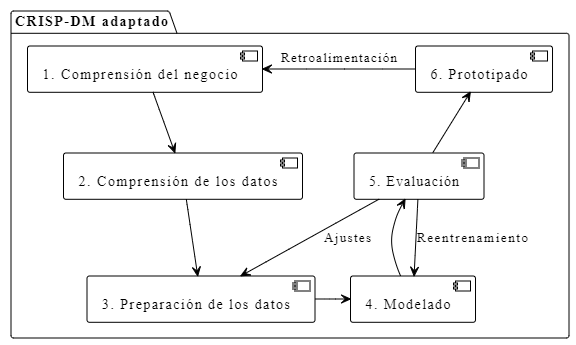 CRISP-DM adaptado
1. Comprensión del negocio
Retroalimentación
6. Prototipado
2. Comprensión de los datos
5. Evaluación
Ajustes
Reentrenamiento
3. Preparación de los datos
4. Modelado